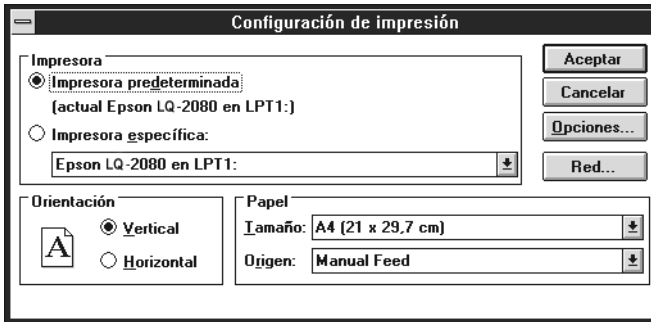 Configuración de impresión
Impresora
Impresora predeterminada
(actual Epson LQ-2080 en LPT1:)
Impresora específica:
Epson LQ-2080 en LPT1:
Aceptar
Cancelar
Opciones...
Red...
Orientación
A
Vertical
Horizontal
Papel
Tamaño: A4 (21 x 29,7 cm)
Origen: Manual Feed